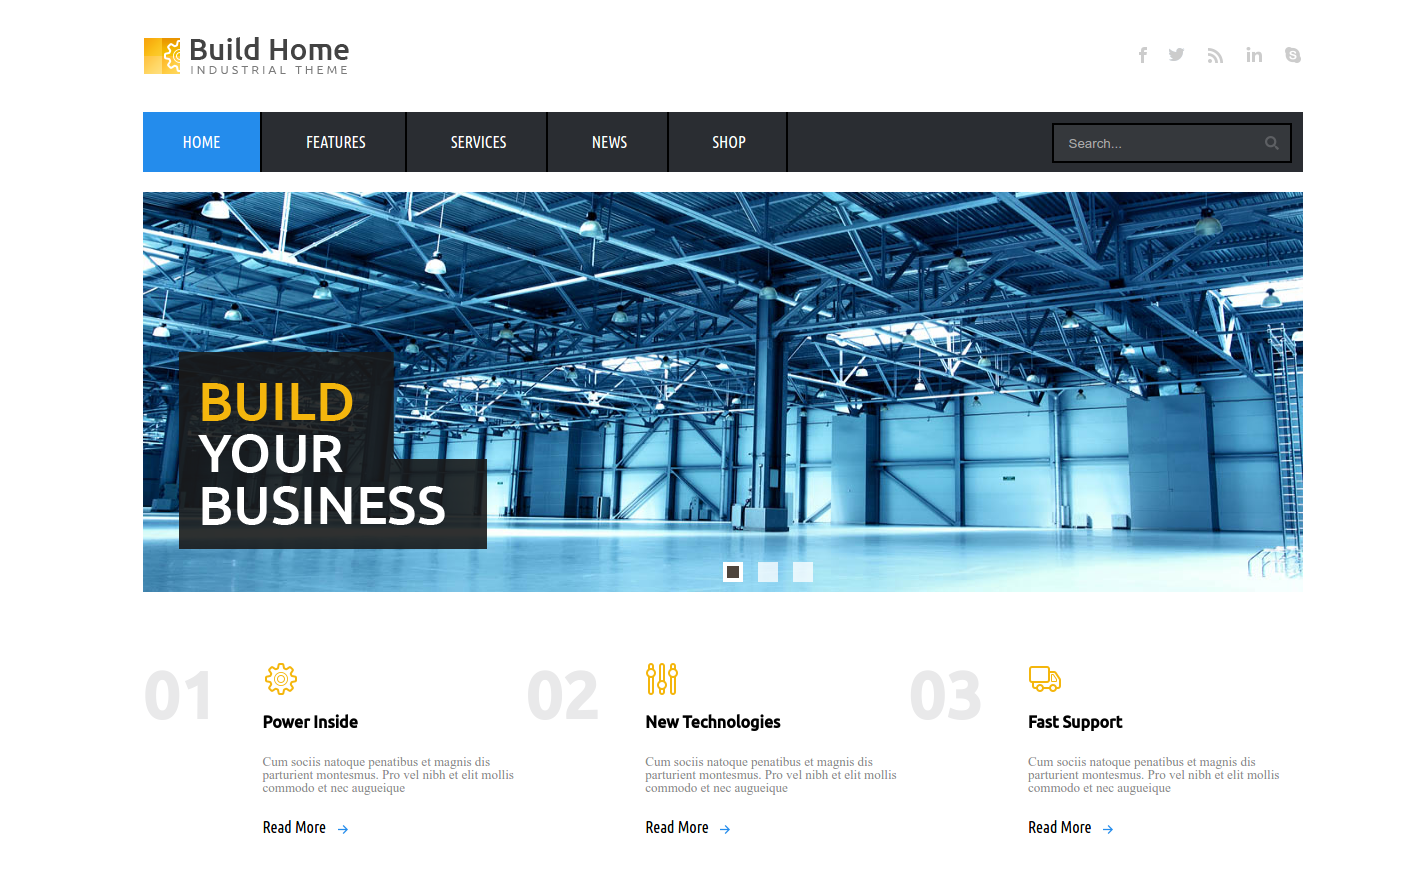 Build Home
INDUSTRIAL THEME
HOME FEATURES SERVICES NEWS SHOP Search...
BUILD
YOUR
BUSINESS
01
Power Inside
Cum sociis natoque penatibus et magnis dis
parturient montesmus. Pro vel nibh et elit mollis
commodo et nec augueique
Read More
02
New Technologies
Cum sociis natoque penatibus et magnis dis
parturient montesmus. Pro vel nibh et elit mollis
commodo et nec augueique
Read More
03
Fast Support
Cum sociis natoque penatibus et magnis dis
parturient montesmus. Pro vel nibh et elit mollis
commodo et nec augueique
Read More